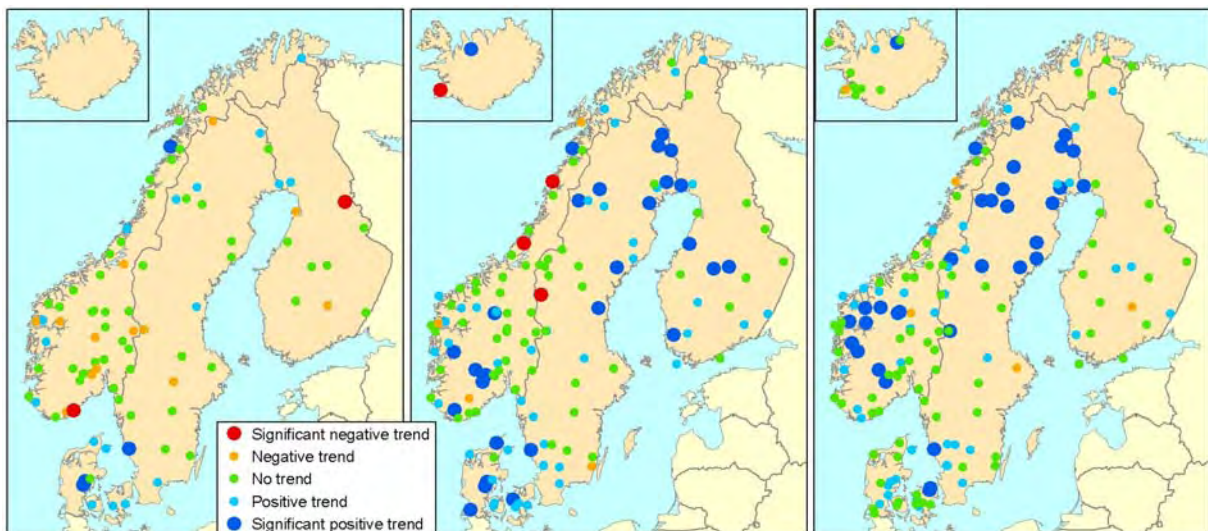 Significant negative trend
Negative trend
No trend
Positive trend
Significant positive trend